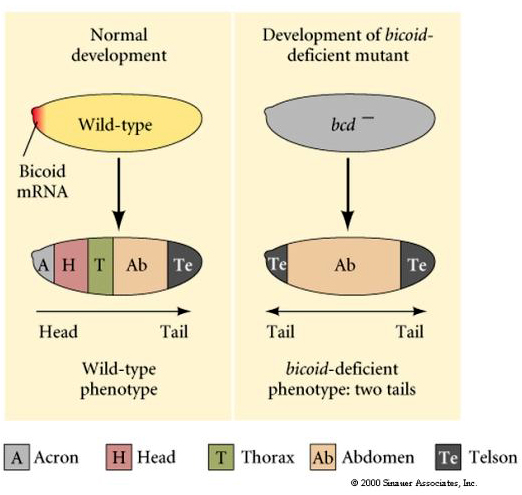 Normal
development
Wild-type
Bicoid
mRNA
A H T Ab Te
Head Tail
Wild-type
phenotype
Development of bicoid-
deficient mutant
bcd –
Te Ab Te
Tail Tail
bicoid-deficient
phenotype: two tails
A Acron H Head T Thorax Ab Abdomen Te Telson
© 2000 Sinauer Associates, Inc.